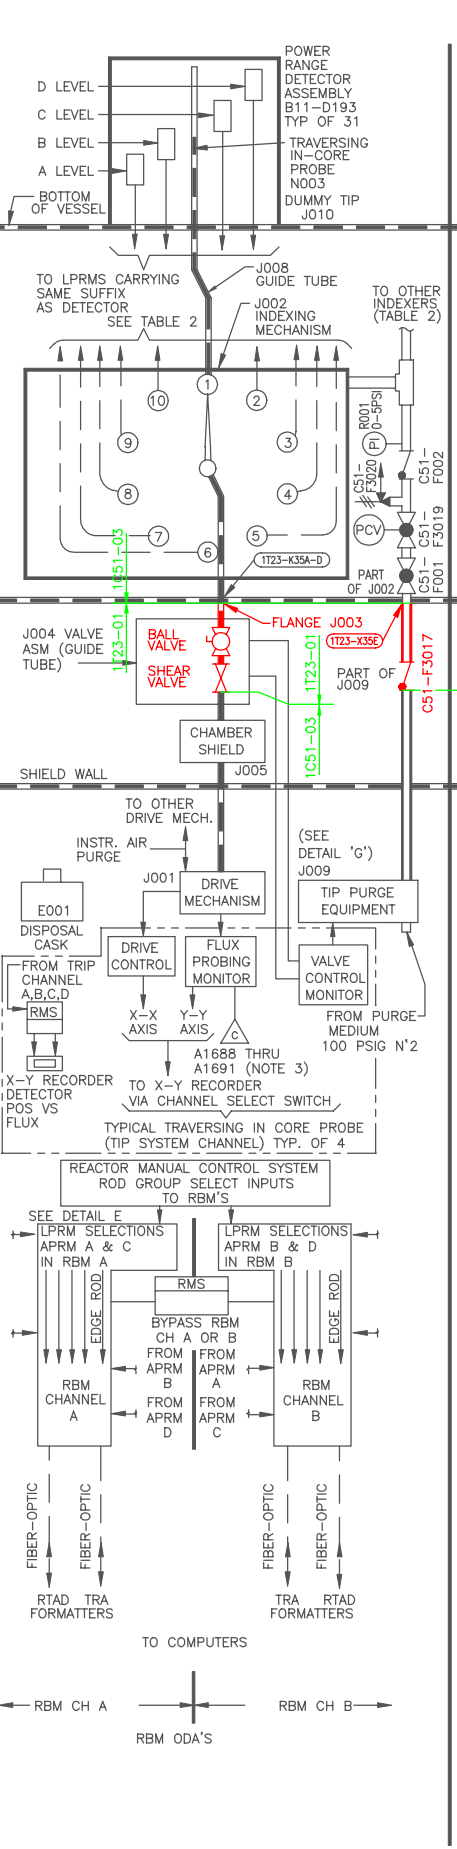 POWER
RANGE
DETECTOR
ASSEMBLY
B11-D193
TYP OF 31
D LEVEL
C LEVEL
B LEVEL
A LEVEL
TRAVERSING
IN-CORE
PROBE
N003
DUMMY TIP
J010
BOTTOM
OF VESSEL
TO LPRMS CARRYING
SAME SUFFIX
AS DETECTOR
J008
GUIDE TUBE
SEE TABLE 2
J002
INDEXING
MECHANISM
TO OTHER
INDEXERS
(TABLE 2)
1
10
2
9
3
8
4
7
5
6
R001
0-5PSI
PI
C51-
F002
C51-
F3020
PCV
C51-
F3019
C51-
F001
PART
OF J002
1T23-K35A-D
1C51-03
1T23-01
FLANGE J003
1T23-X35E
J004 VALVE
ASM (GUIDE
TUBE)
BALL
VALVE
SHEAR
VALVE
1T23-01
1C51-03
PART OF
J009
C51-F3017
CHAMBER
SHIELD
J005
SHIELD WALL
TO OTHER
DRIVE MECH.
INSTR. AIR
PURGE
(SEE
DETAIL 'G')
J009
J001
DRIVE
MECHANISM
TIP PURGE
EQUIPMENT
E001
DISPOSAL
CASK
DRIVE
CONTROL
FLUX
PROBING
MONITOR
VALVE
CONTROL
MONITOR
FROM TRIP
CHANNEL
A,B,C,D
RMS
X-X
AXIS
Y-Y
AXIS
C
FROM PURGE
MEDIUM
100 PSIG N'2
A1688 THRU
A1691 (NOTE 3)
X-Y RECORDER
DETECTOR
POS VS
FLUX
TO X-Y RECORDER
VIA CHANNEL SELECT SWITCH
TYPICAL TRAVERSING IN CORE PROBE
(TIP SYSTEM CHANNEL) TYP. OF 4
REACTOR MANUAL CONTROL SYSTEM
ROD GROUP SELECT INPUTS
TO RBM'S
SEE DETAIL E
LPRM SELECTIONS
APRM A & C
IN RBM A
LPRM SELECTIONS
APRM B & D
IN RBM B
EDGE ROD
EDGE ROD
RMS
BYPASS RBM
CH A OR B
FROM
APRM
B
FROM
APRM
A
RBM
CHANNEL
A
RBM
CHANNEL
B
FROM
APRM
D
FROM
APRM
C
FIBER-OPTIC
FIBER-OPTIC
FIBER-OPTIC
FIBER-OPTIC
RTAD TRA
FORMATTERS
TRA RTAD
FORMATTERS
TO COMPUTERS
RBM CH A
RBM CH B
RBM ODA'S